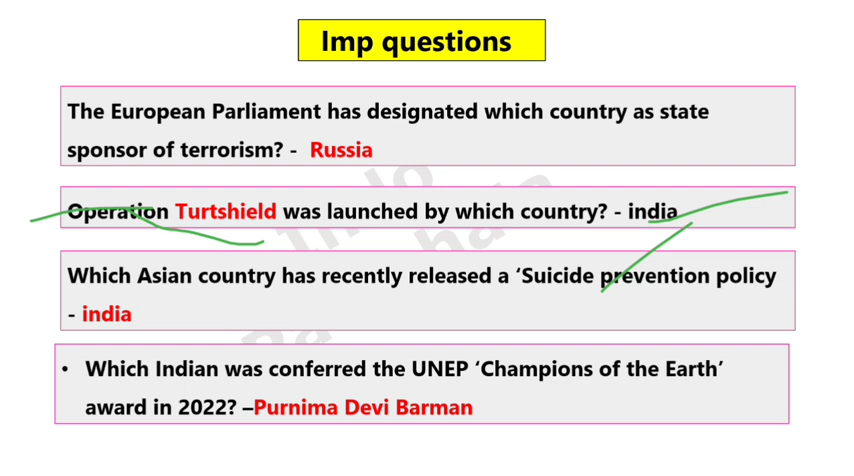 Imp questions
The European Parliament has designated which country as state
sponsor of terrorism? - Russia
Operation Turtshield was launched by which country? - india
Which Asian country has recently released a ‘Suicide prevention policy
- india
• Which Indian was conferred the UNEP ‘Champions of the Earth’
award in 2022? –Purnima Devi Barman